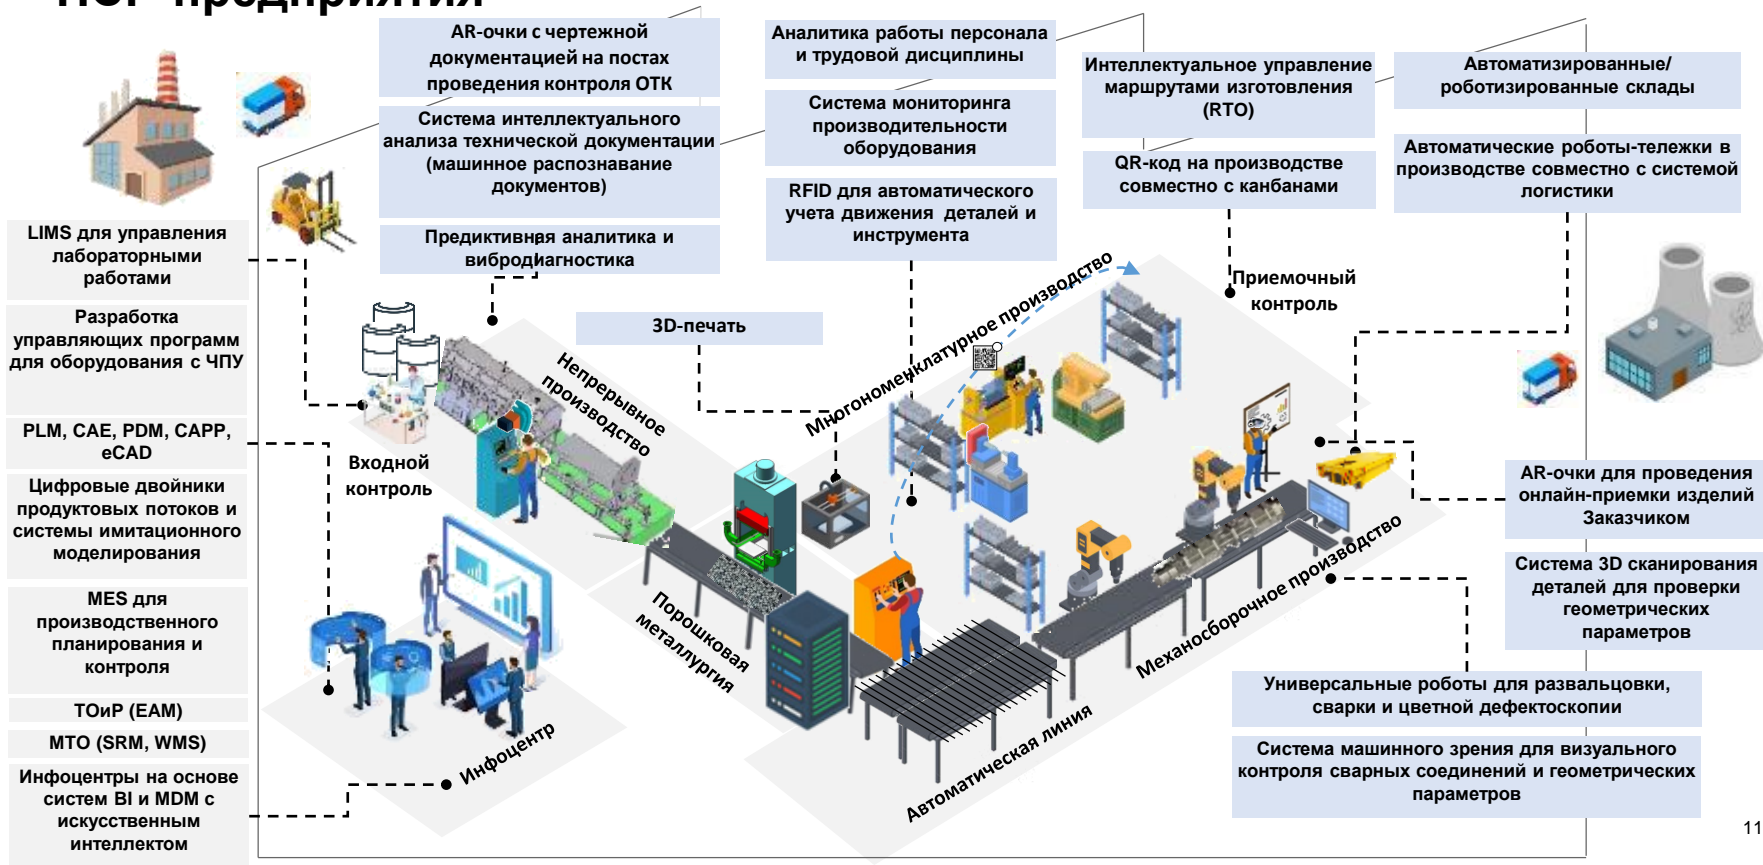 AR-очки с чертежной
документацией на постах
проведения контроля ОТК
Система интеллектуального
анализа технической документации
(машинное распознавание
документов)
Предиктивная аналитика и
вибродиагностика
Аналитика работы персонала
и трудовой дисциплины
Система мониторинга
производительности
оборудования
RFID для автоматического
учета движения деталей и
инструмента
Интеллектуальное управление
маршрутами изготовления
(RTO)
QR-код на производстве
совместно с канбанами
Автоматизированные/
роботизированные склады
Автоматические роботы-тележки в
производстве совместно с системой
логистики
LIMS для управления
лабораторными
работами
Разработка
управляющих программ
для оборудования с ЧПУ
PLM, CAE, PDM, CAPP,
eCAD
Цифровые двойники
продуктовых потоков и
системы имитационного
моделирования
MES для
производственного
планирования и
контроля
ТОиР (EAM)
МТО (SRM, WMS)
Инфоцентры на основе
систем BI и MDM с
искусственным
интеллектом
3D-печать
Непрерывное
производство
Многономенклатурное производство
Приемочный
контроль
Входной
контроль
Порошковая
металлургия
Механосборочное производство
Автоматическая линия
Инфоцентр
AR-очки для проведения
онлайн-приемки изделий
Заказчиком
Система 3D сканирования
деталей для проверки
геометрических
параметров
Универсальные роботы для развальцовки,
сварки и цветной дефектоскопии
Система машинного зрения для визуального
контроля сварных соединений и геометрических
параметров
11